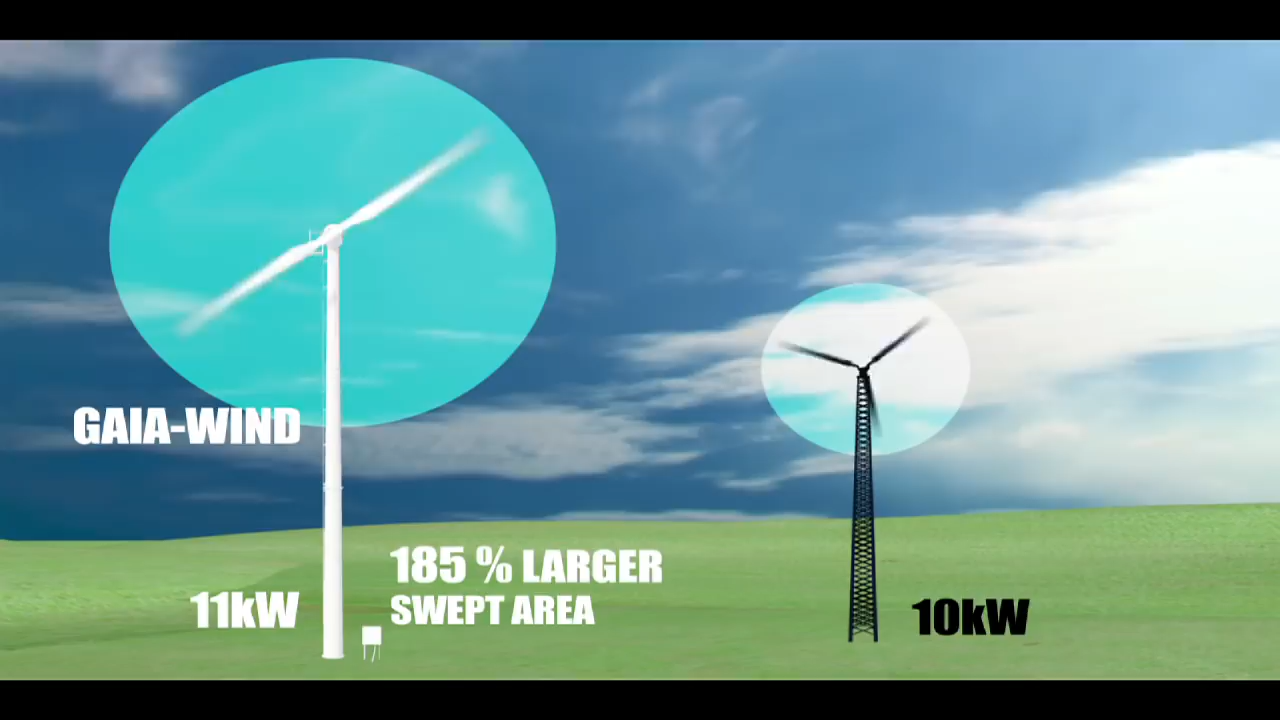 GAIA-WIND
11kW
185 % LARGER
SWEPT AREA
10kW